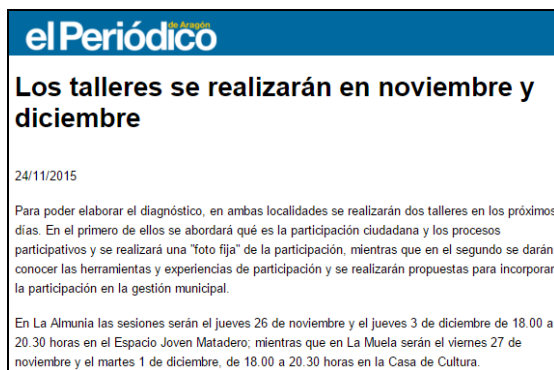 el Periódico
de Aragón
Los talleres se realizarán en noviembre y
diciembre
24/11/2015
Para poder elaborar el diagnóstico, en ambas localidades se realizarán dos talleres en los próximos
días. En el primero de ellos se abordará qué es la participación ciudadana y los procesos
participativos y se realizará una "foto fija" de la participación, mientras que en el segundo se darán
conocer las herramientas y experiencias de participación y se realizarán propuestas para incorporar
la participación en la gestión municipal.
En La Almunia las sesiones serán el jueves 26 de noviembre y el jueves 3 de diciembre de 18.00 a
20.30 horas en el Espacio Joven Matadero; mientras que en La Muela serán el viernes 27 de
noviembre y el martes 1 de diciembre, de 18.00 a 20.30 horas en la Casa de Cultura.